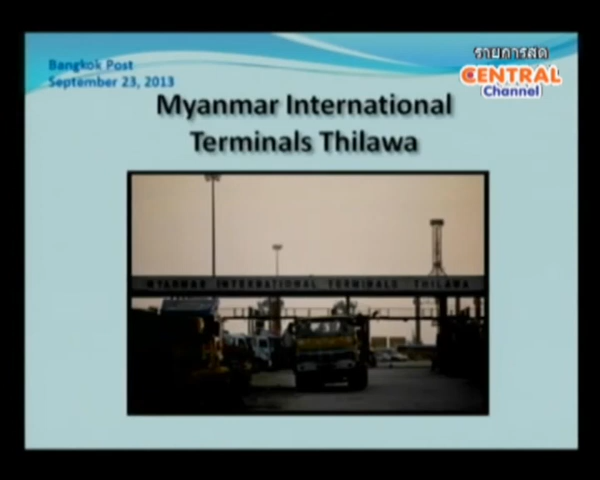 Bangkok Post
September 23, 2013
รายการสด
CENTRAL
Channel
Myanmar International
Terminals Thilawa
MYANMAR INTERNATIONAL TERMINALS THILAWA